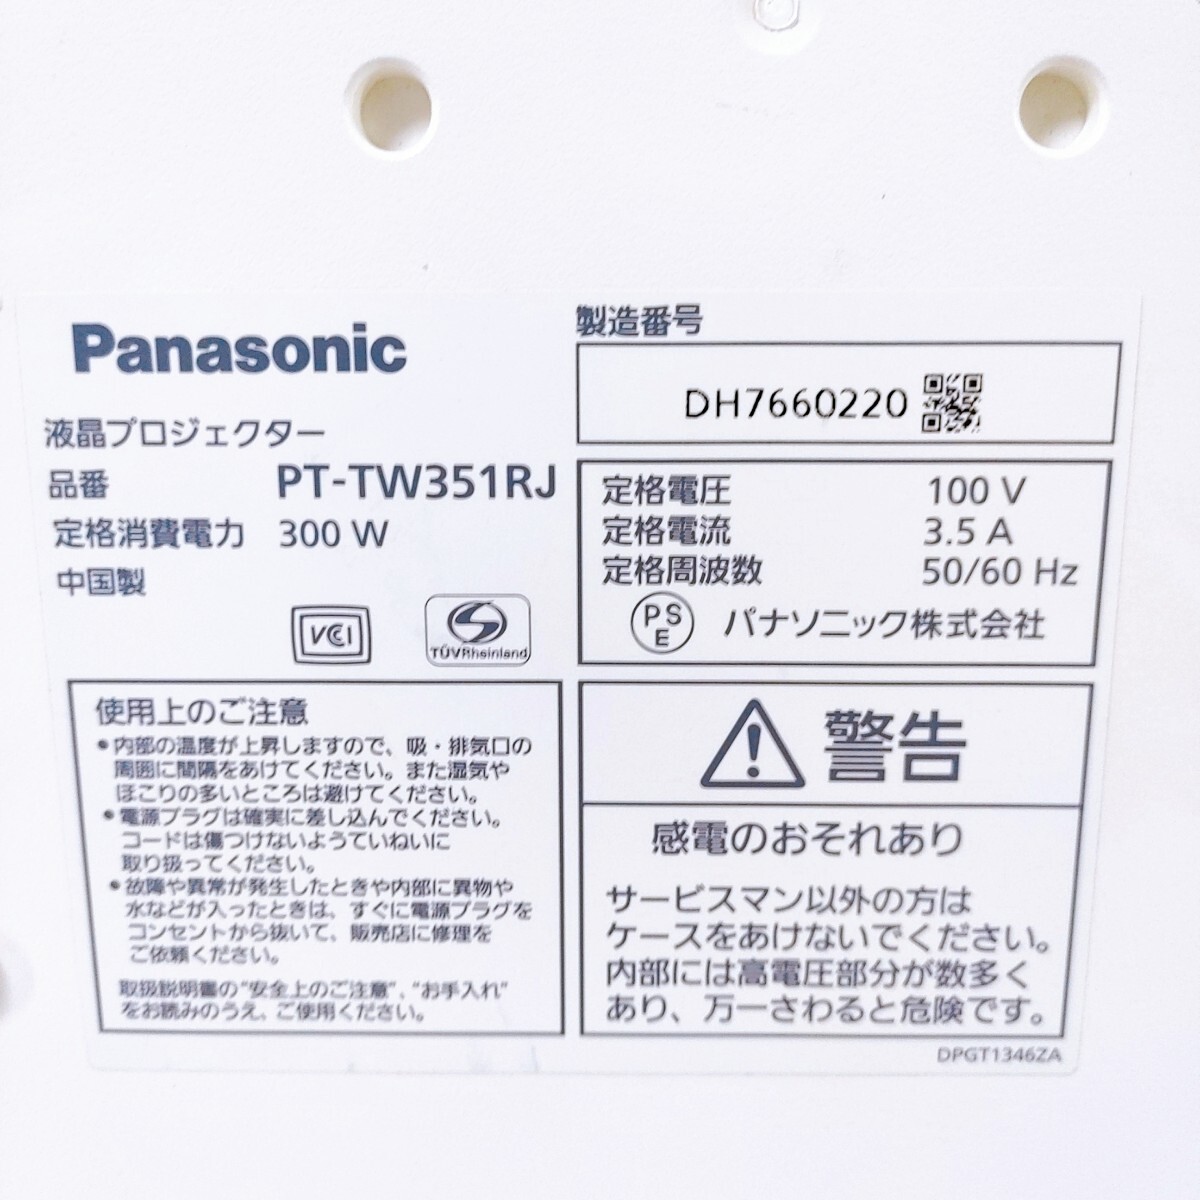 Panasonic
液晶プロジェクター
品番 PT-TW351RJ
定格消費電力 300 W
中国製
VCI
TÜVRheinland
製造番号
DH7660220
定格電圧 100 V
定格電流 3.5 A
定格周波数 50/60 Hz
PSE パナソニック株式会社
使用上のご注意
•内部の温度が上昇しますので、吸・排気口の
周囲に間隔をあけてください。また湿気や
ほこりの多いところは避けてください。
•電源プラグは確実に差し込んでください。
コードは傷つけないようていねいに
取り扱ってください。
•故障や異常が発生したときや内部に異物や
水などが入ったときは、すぐに電源プラグを
コンセントから抜いて、販売店に修理を
ご依頼ください。
取扱説明書の“安全上のご注意”、“お手入れ”
をお読みのうえ、ご使用ください。
警告
感電のおそれあり
サービスマン以外の方は
ケースをあけないでください。
内部には高電圧部分が数多く
あり、万一さわると危険です。
DPGT1346ZA